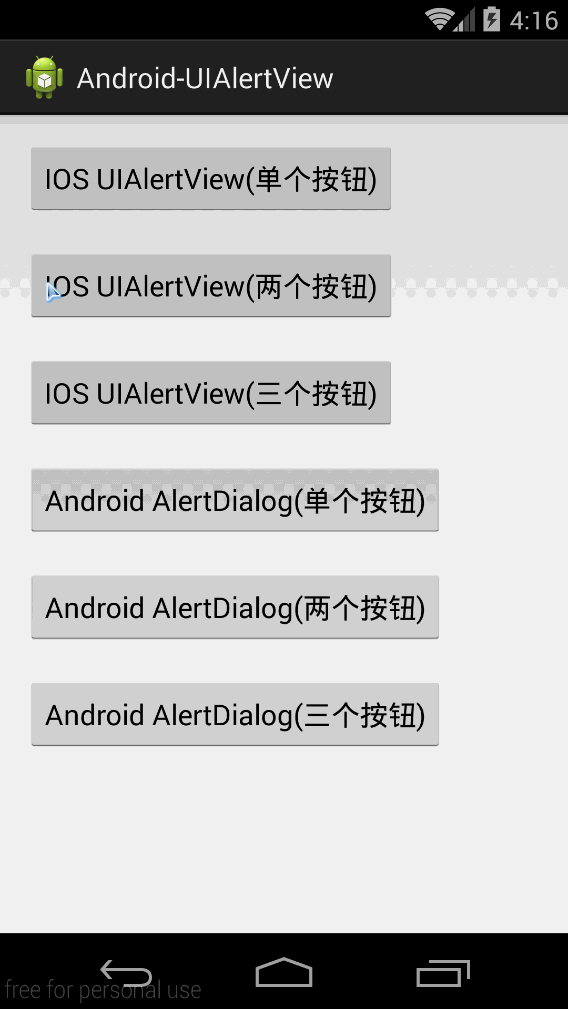 4:16
Android-UIAlertView
IOS UIAlertView(单个按钮)
IOS UIAlertView(两个按钮)
IOS UIAlertView(三个按钮)
Android AlertDialog(单个按钮)
Android AlertDialog(两个按钮)
Android AlertDialog(三个按钮)
free for personal use